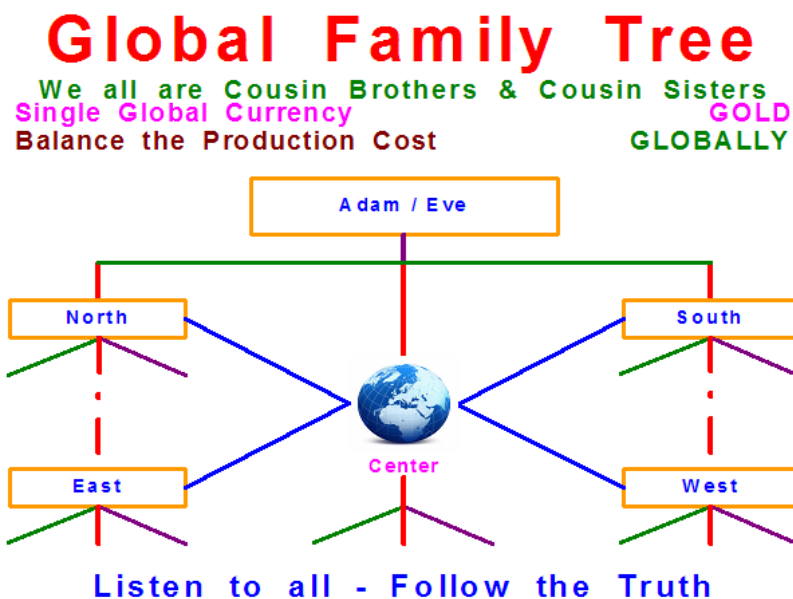 Global Family Tree
We all are Cousin Brothers & Cousin Sisters
Single Global Currency GOLD
Balance the Production Cost GLOBALLY
Adam / Eve
North South
Center
East West
Listen to all - Follow the Truth